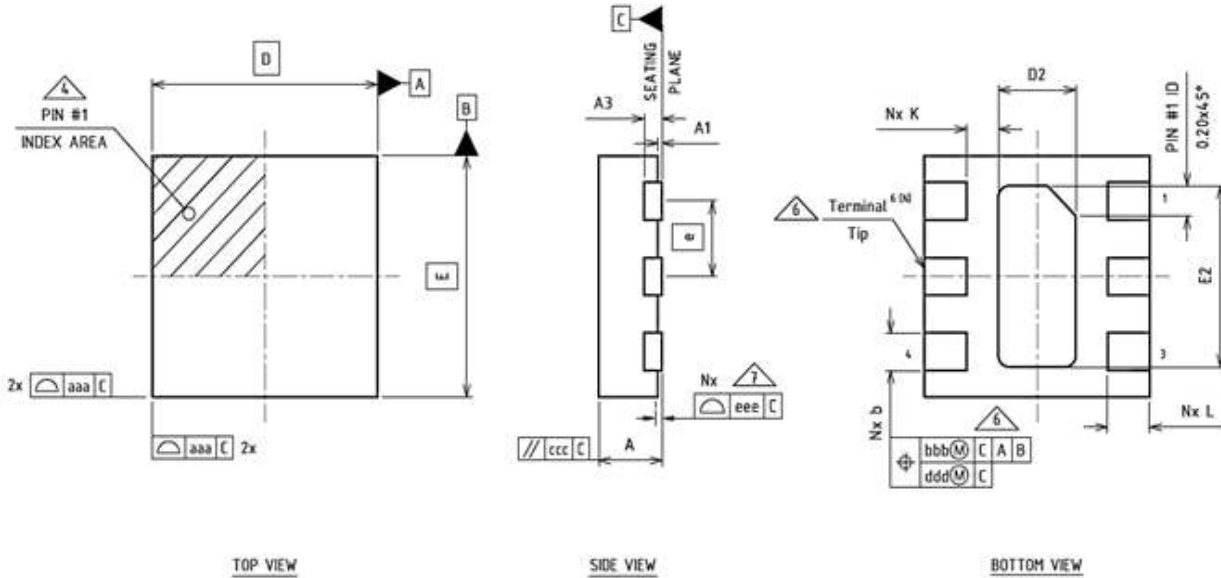 D
A
4
PIN #1
INDEX AREA
B
E
2x aaa C
aaa C 2x
TOP VIEW
C
SEATING
PLANE
A3
A1
e
Nx 7
eee C
// ccc C
A
SIDE VIEW
D2
PIN #1 ID
0.20x45°
Nx K
6 Terminal
Tip
1
E2
4
3
Nx b
Nx L
6
bbbⓂ C A B
dddⓂ C
BOTTOM VIEW